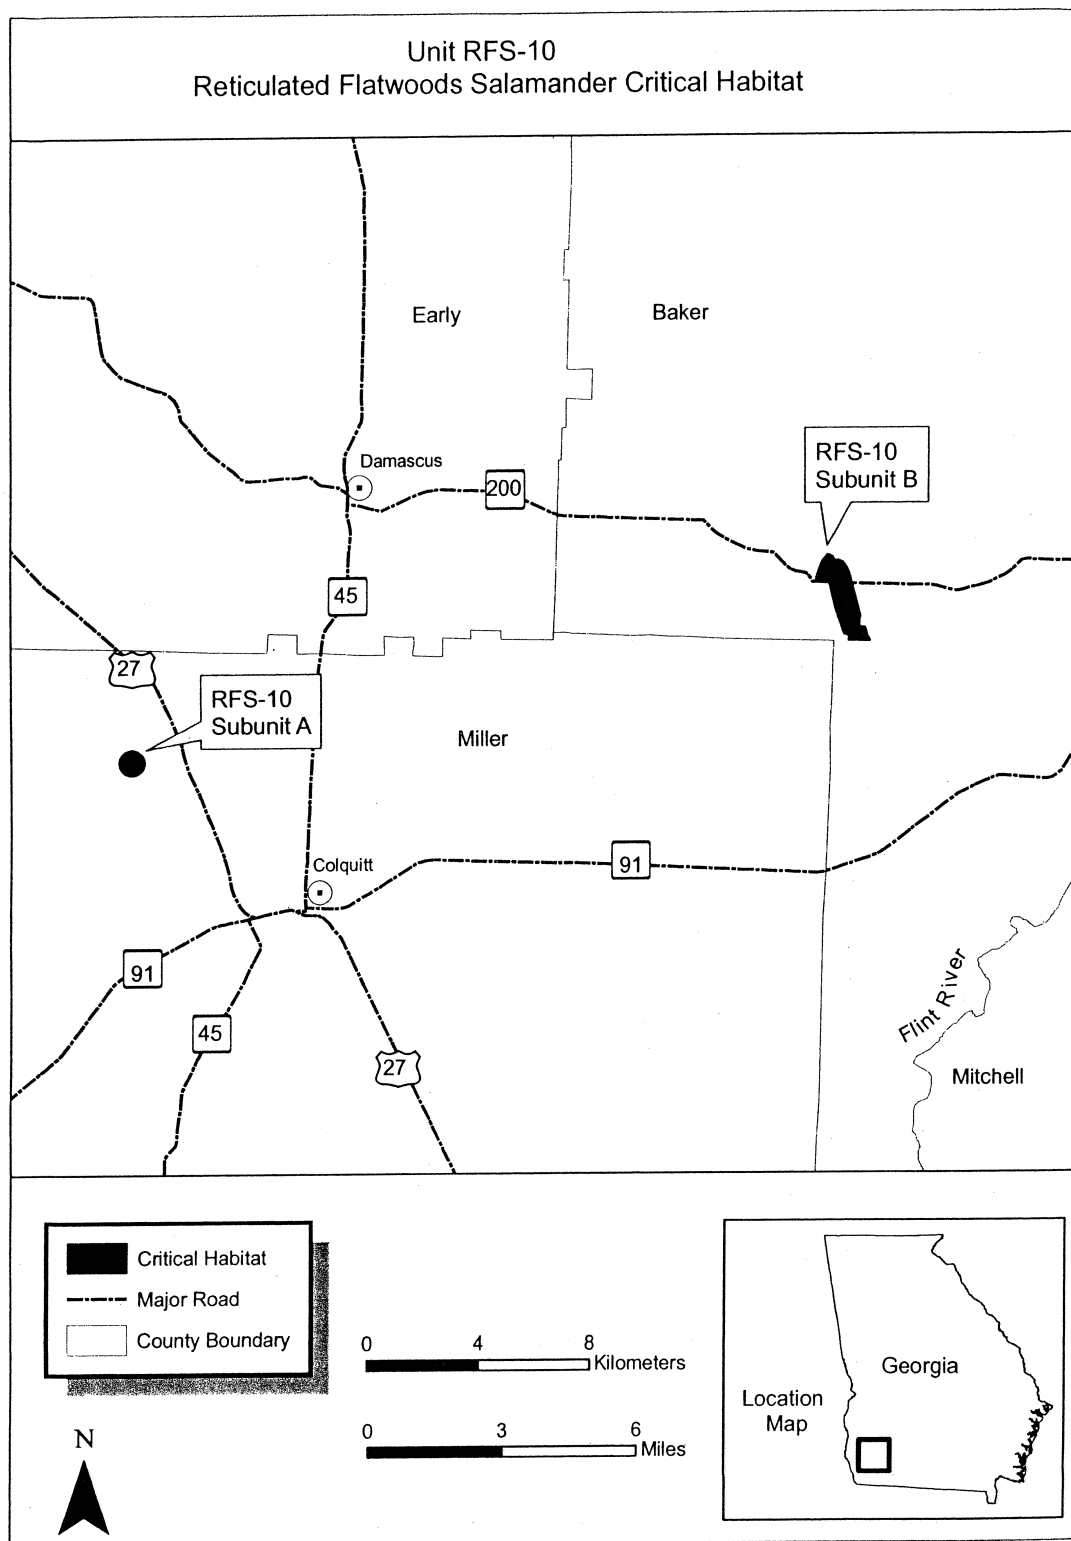 Unit RFS-10
Reticulated Flatwoods Salamander Critical Habitat
Early
Baker
RFS-10
Subunit B
Damascus
200
45
27
RFS-10
Subunit A
Miller
Colquitt
91
91
45
27
Flint River
Mitchell
Critical Habitat
Major Road
County Boundary
0 4 8
Kilometers
0 3 6
Miles
N
Georgia
Location
Map